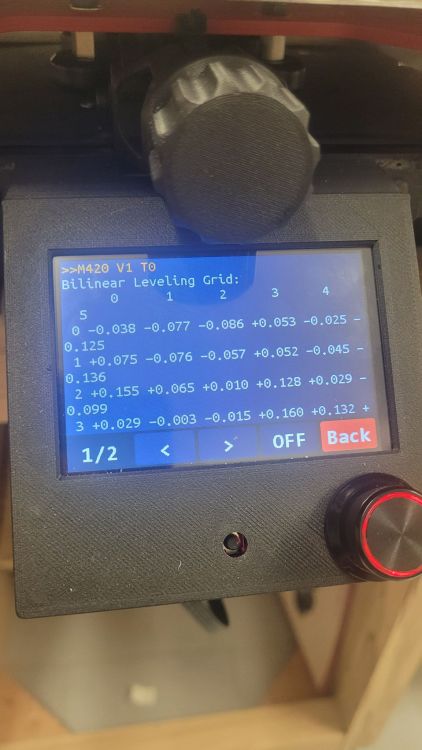 >>M420 V1 T0
Bilinear Leveling Grid:
0 1 2 3 4
5
0 -0.038 -0.077 -0.086 +0.053 -0.025 -
0.125
1 +0.075 -0.076 -0.057 +0.052 -0.045 -
0.136
2 +0.155 +0.065 +0.010 +0.128 +0.029 -
0.099
3 +0.029 -0.003 -0.015 +0.160 +0.132 +
1/2 < > OFF Back